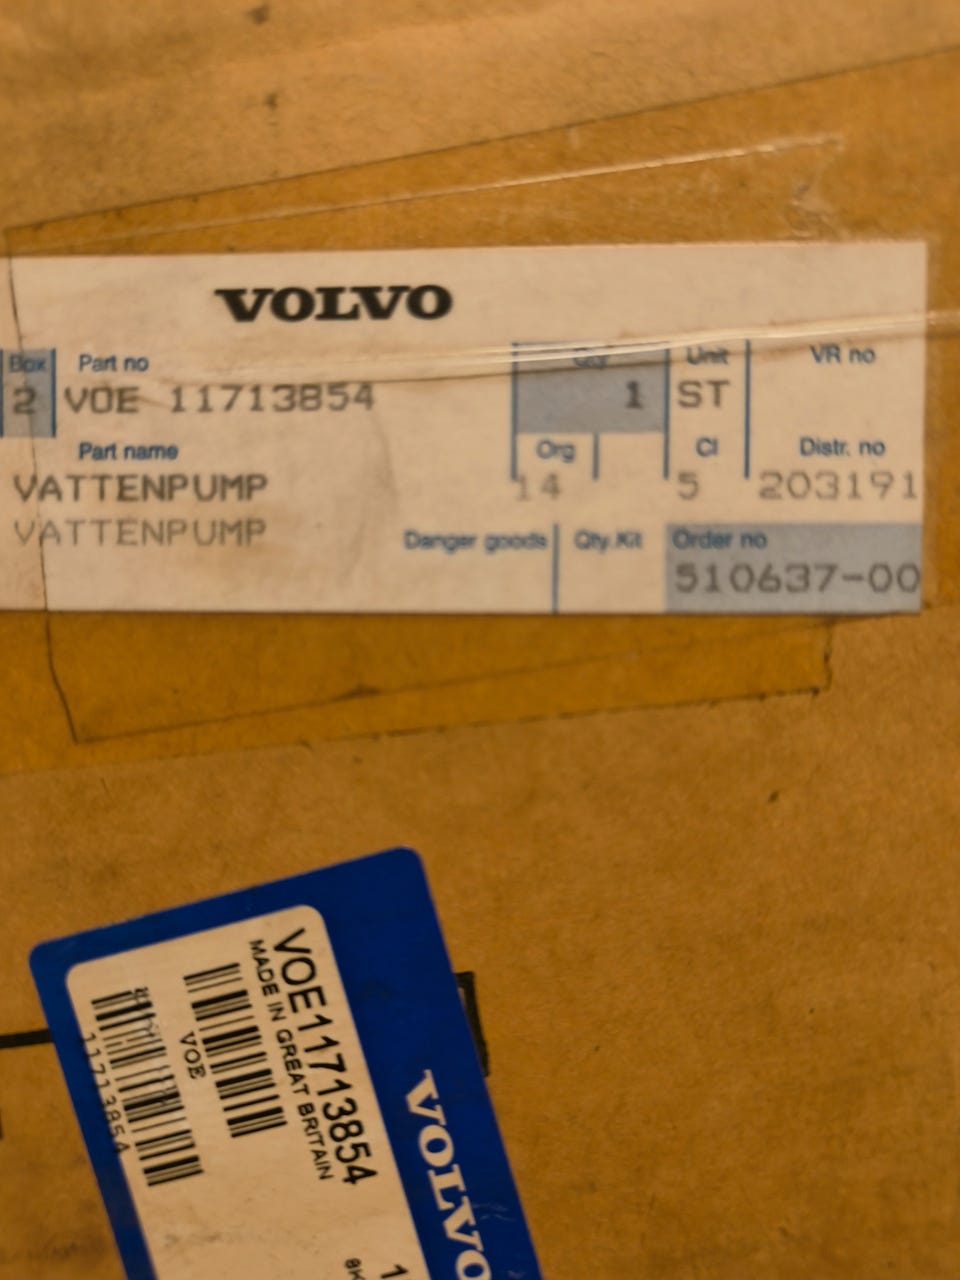 VOLVO
Box Part no Qty Unit VR no
2 VOE 11713854 1 ST
Part name Org Cl Distr. no
VATTENPUMP 14 5 203191
VATTENPUMP
Danger goods Qty.Kit Order no
510637-00
VOLVO
VOE11713854
MADE IN GREAT BRITAIN
VOE
11713854
1